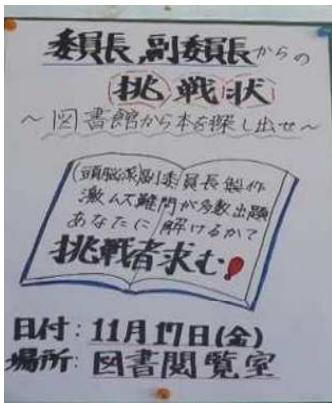 委員長,副委員長からの
挑戦状
～図書館から本を探し出せ～
(頭脳派)副委員長製作
激ムズ難問が多数出題
あなたに解けるか?
挑戦者求む!
日付:11月17日(金)
場所:図書閲覧室